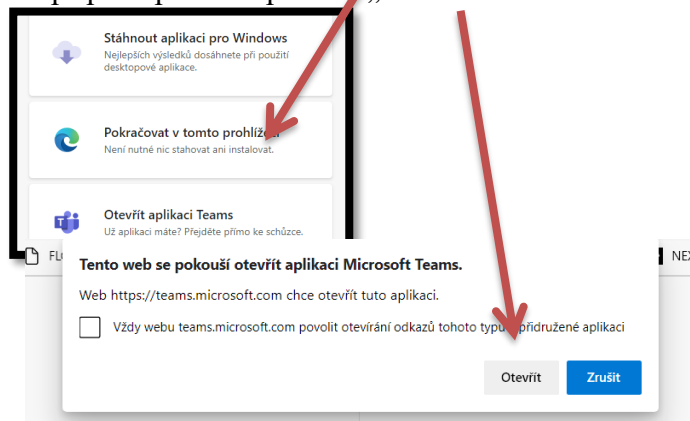 Stáhnout aplikaci pro Windows
Nejlepších výsledků dosáhnete při použití
desktopové aplikace.
Pokračovat v tomto
Není nutné nic stahovat ani instalovat.
Otevřít aplikaci Teams
Už aplikaci máte? Přejděte přímo ke schůzce.
Tento web se pokouší otevřít aplikaci Microsoft Teams.
Web https://teams.microsoft.com chce otevřít tuto aplikaci.
Vždy webu teams.microsoft.com povolit otevírání odkazů tohoto přidružené aplikaci
Otevřít Zrušit